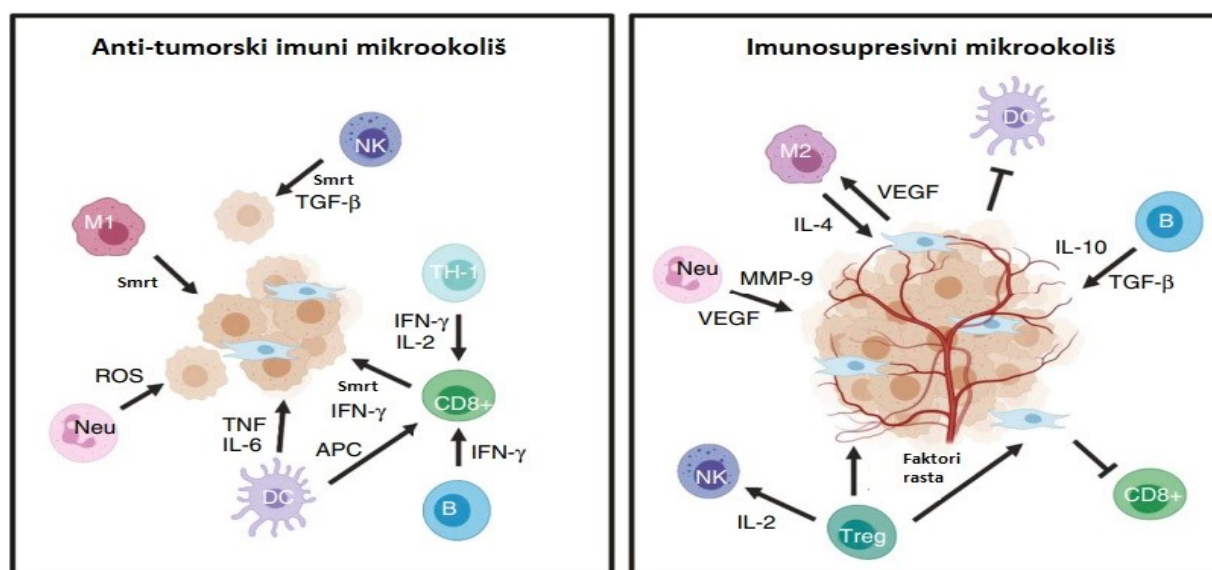 Anti-tumorski imuni mikrookoliš
NK
Smrt
TGF-β
M1
Smrt
TH-1
IFN-γ
IL-2
ROS
Neu
TNF
IL-6
Smrt
IFN-γ
CD8+
APC
IFN-γ
DC
B
Imunosupresivni mikrookoliš
DC
M2
VEGF
IL-4
B
IL-10
TGF-β
Neu
MMP-9
VEGF
NK
IL-2
Treg
Faktori
rasta
CD8+